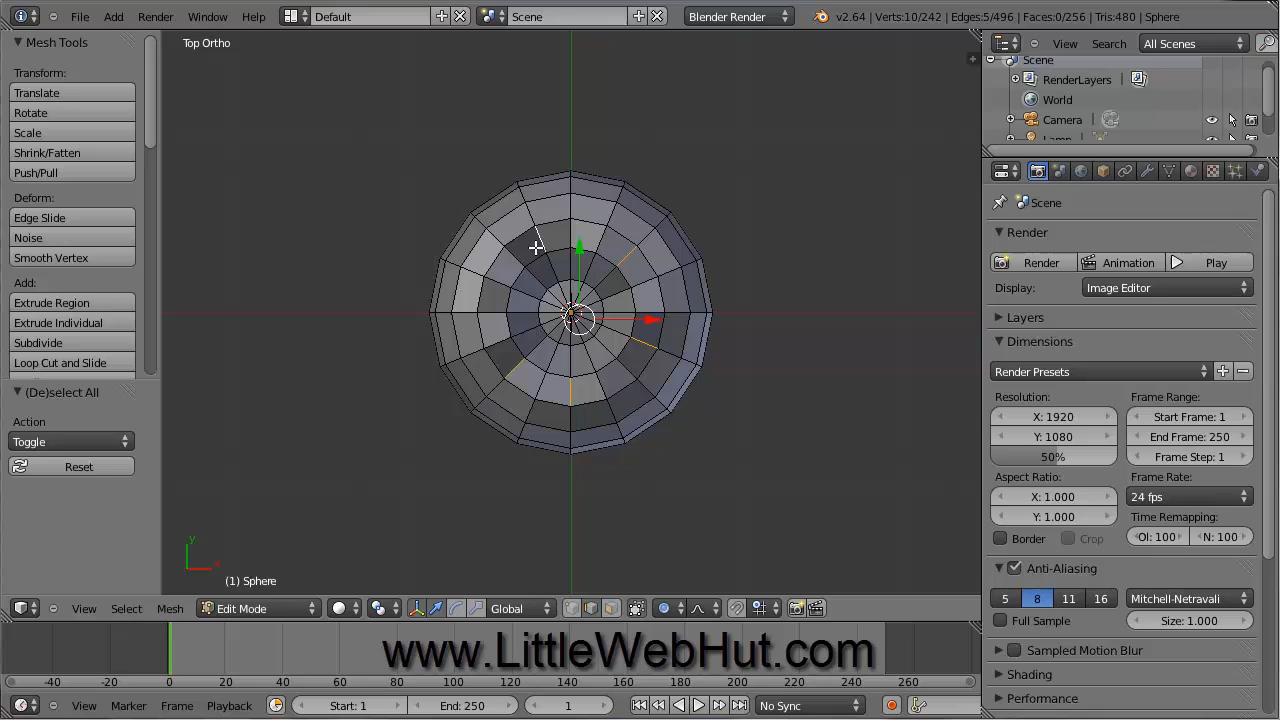 File Add Render Window Help Default Scene Blender Render v2.64 | Verts:10/242 | Edges:5/496 | Faces:0/256 | Tris:480 | Sphere
Mesh Tools
Transform:
Translate
Rotate
Scale
Shrink/Fatten
Push/Pull
Deform:
Edge Slide
Noise
Smooth Vertex
Add:
Extrude Region
Extrude Individual
Subdivide
Loop Cut and Slide
(De)select All
Action
Toggle
Reset
Top Ortho
y
x
(1) Sphere
View Select Mesh Edit Mode Global
View Search All Scenes
Scene
RenderLayers
World
Camera
Lamp
Scene
Render
Render Animation Play
Display: Image Editor
Layers
Dimensions
Render Presets
Resolution: Frame Range:
X: 1920 Start Frame: 1
Y: 1080 End Frame: 250
50% Frame Step: 1
Aspect Ratio: Frame Rate:
X: 1.000 24 fps
Y: 1.000 Time Remapping:
Border Crop Ol: 100 N: 100
Anti-Aliasing
5 8 11 16 Mitchell-Netravali
Full Sample Size: 1.000
Sampled Motion Blur
Shading
Performance
www.LittleWebHut.com
-40 -20 0 20 40 60 80 100 120 140 160 180 200 220 240 260
View Marker Frame Playback Start: 1 End: 250 1 No Sync